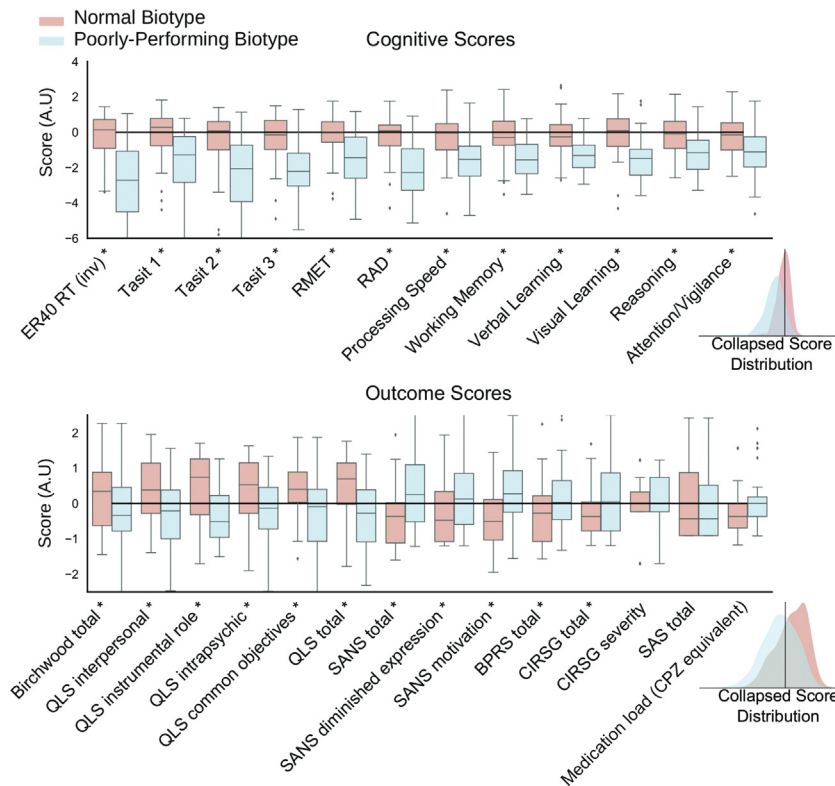 Normal Biotype
Poorly-Performing Biotype
Cognitive Scores
Score (A.U)
4
2
0
−2
−4
−6
ER40 RT (inv) *
Tasit 1 *
Tasit 2 *
Tasit 3 *
RMET *
RAD *
Processing Speed *
Working Memory *
Verbal Learning *
Visual Learning *
Reasoning *
Attention/Vigilance *
Collapsed Score
Distribution
Outcome Scores
Score (A.U)
2
1
0
−1
−2
Birchwood total *
QLS interpersonal *
QLS instrumental role *
QLS intrapsychic *
QLS common objectives *
QLS total *
SANS total *
SANS diminished expression *
SANS motivation *
BPRS total *
CIRSG total *
CIRSG severity
SAS total
Medication load (CPZ equivalent)
Collapsed Score
Distribution